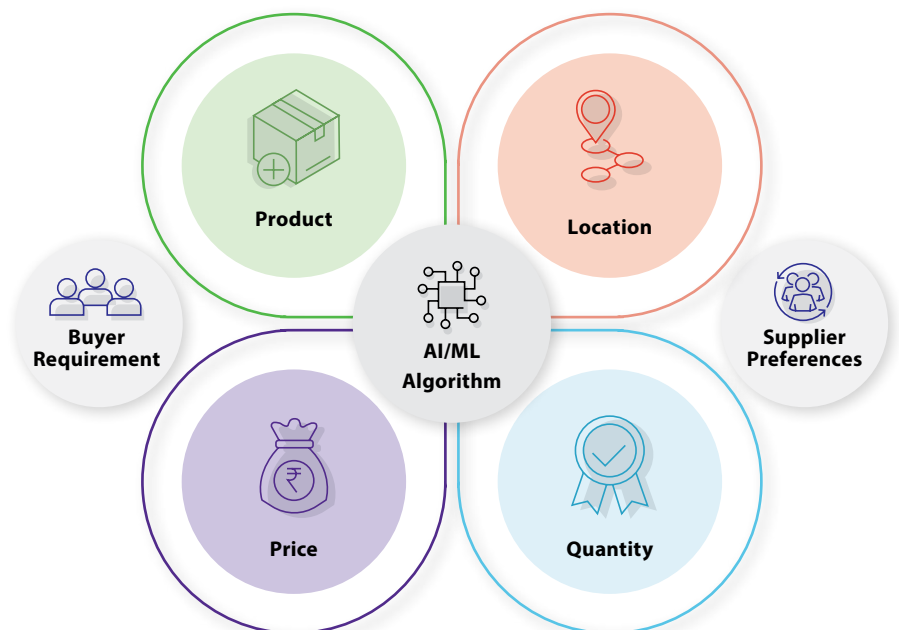 Product
Location
Buyer
Requirement
AI/ML
Algorithm
Supplier
Preferences
₹
Price
Quantity